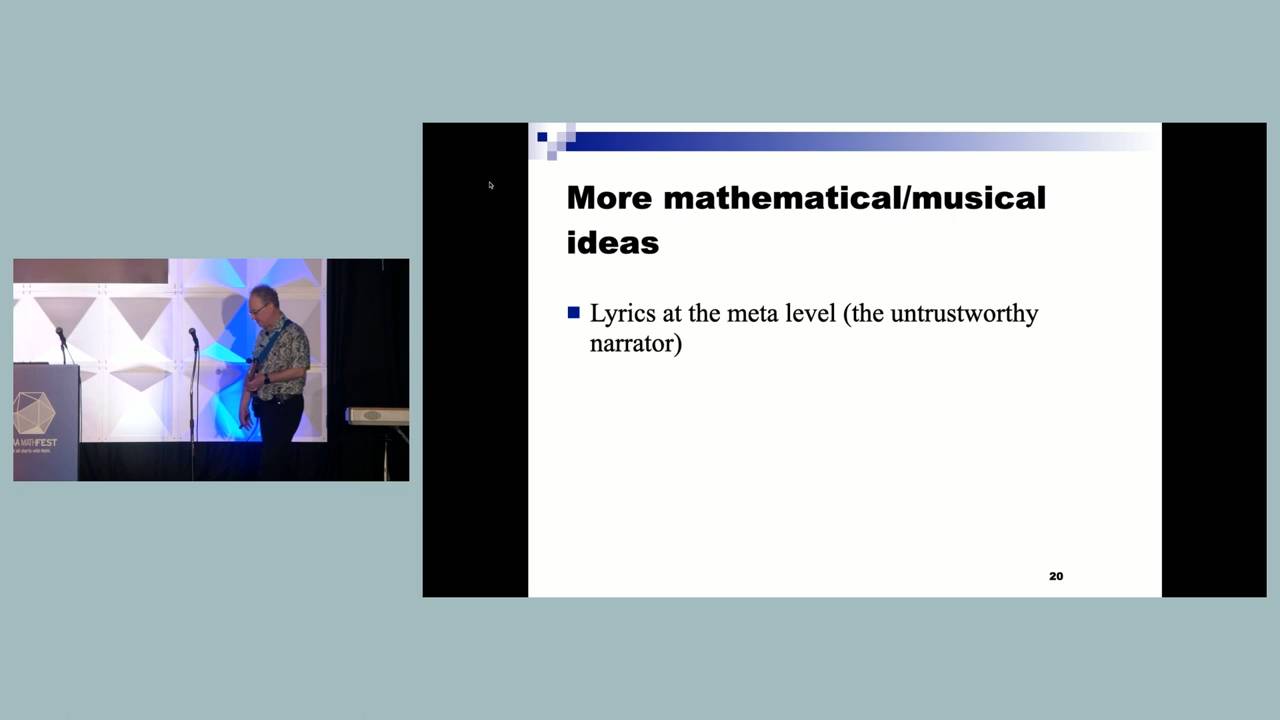 More mathematical/musical
ideas
Lyrics at the meta level (the untrustworthy
narrator)
20
MATHFEST